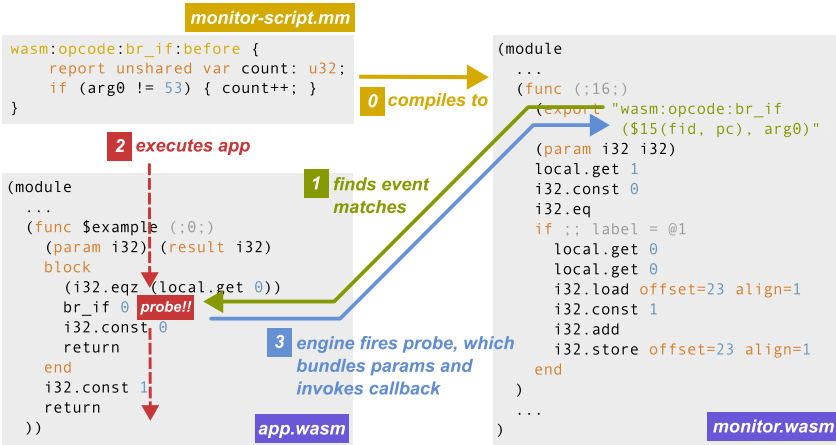 monitor-script.mm
wasm:opcode:br_if:before {
report unshared var count: u32;
if (arg0 != 53) { count++; }
}
0 compiles to
2 executes app
1 finds event
matches
(module
...
(func $example (;0;)
(param i32) (result i32)
block
(i32.eqz (local.get 0))
br_if 0 probe!!
i32.const 0
return
end
i32.const 1
return
))
app.wasm
3 engine fires probe, which
bundles params and
invokes callback
(module
...
(func (;16;)
(export "wasm:opcode:br_if
($15(fid, pc), arg0)"
(param i32 i32)
local.get 1
i32.const 0
i32.eq
if ;; label = @1
local.get 0
local.get 0
i32.load offset=23 align=1
i32.const 1
i32.add
i32.store offset=23 align=1
end
)
...
)
monitor.wasm